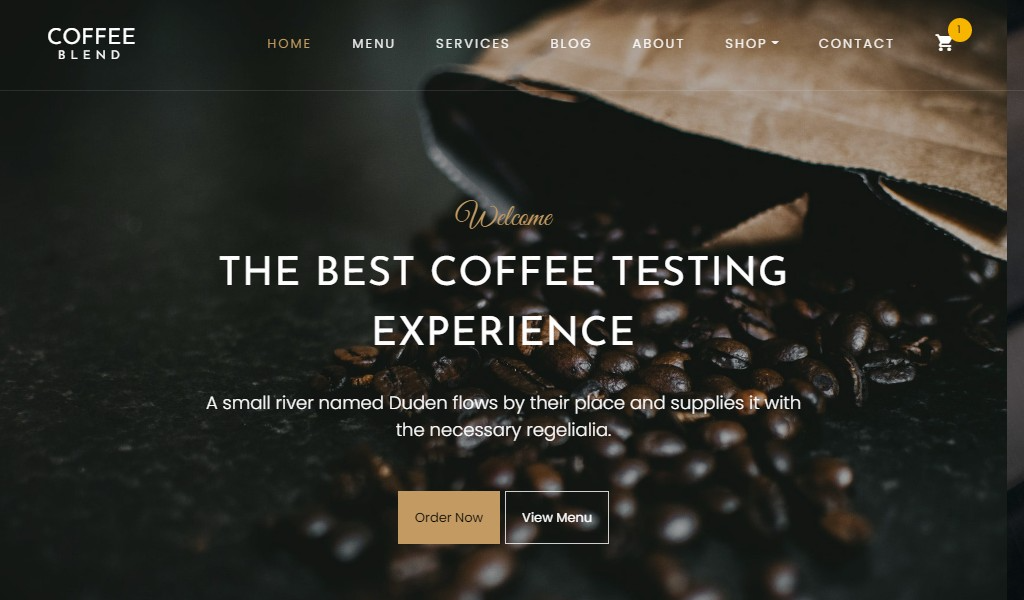 COFFEE
BLEND
HOME MENU SERVICES BLOG ABOUT SHOP CONTACT
1
Welcome
THE BEST COFFEE TESTING
EXPERIENCE
A small river named Duden flows by their place and supplies it with
the necessary regelialia.
Order Now View Menu